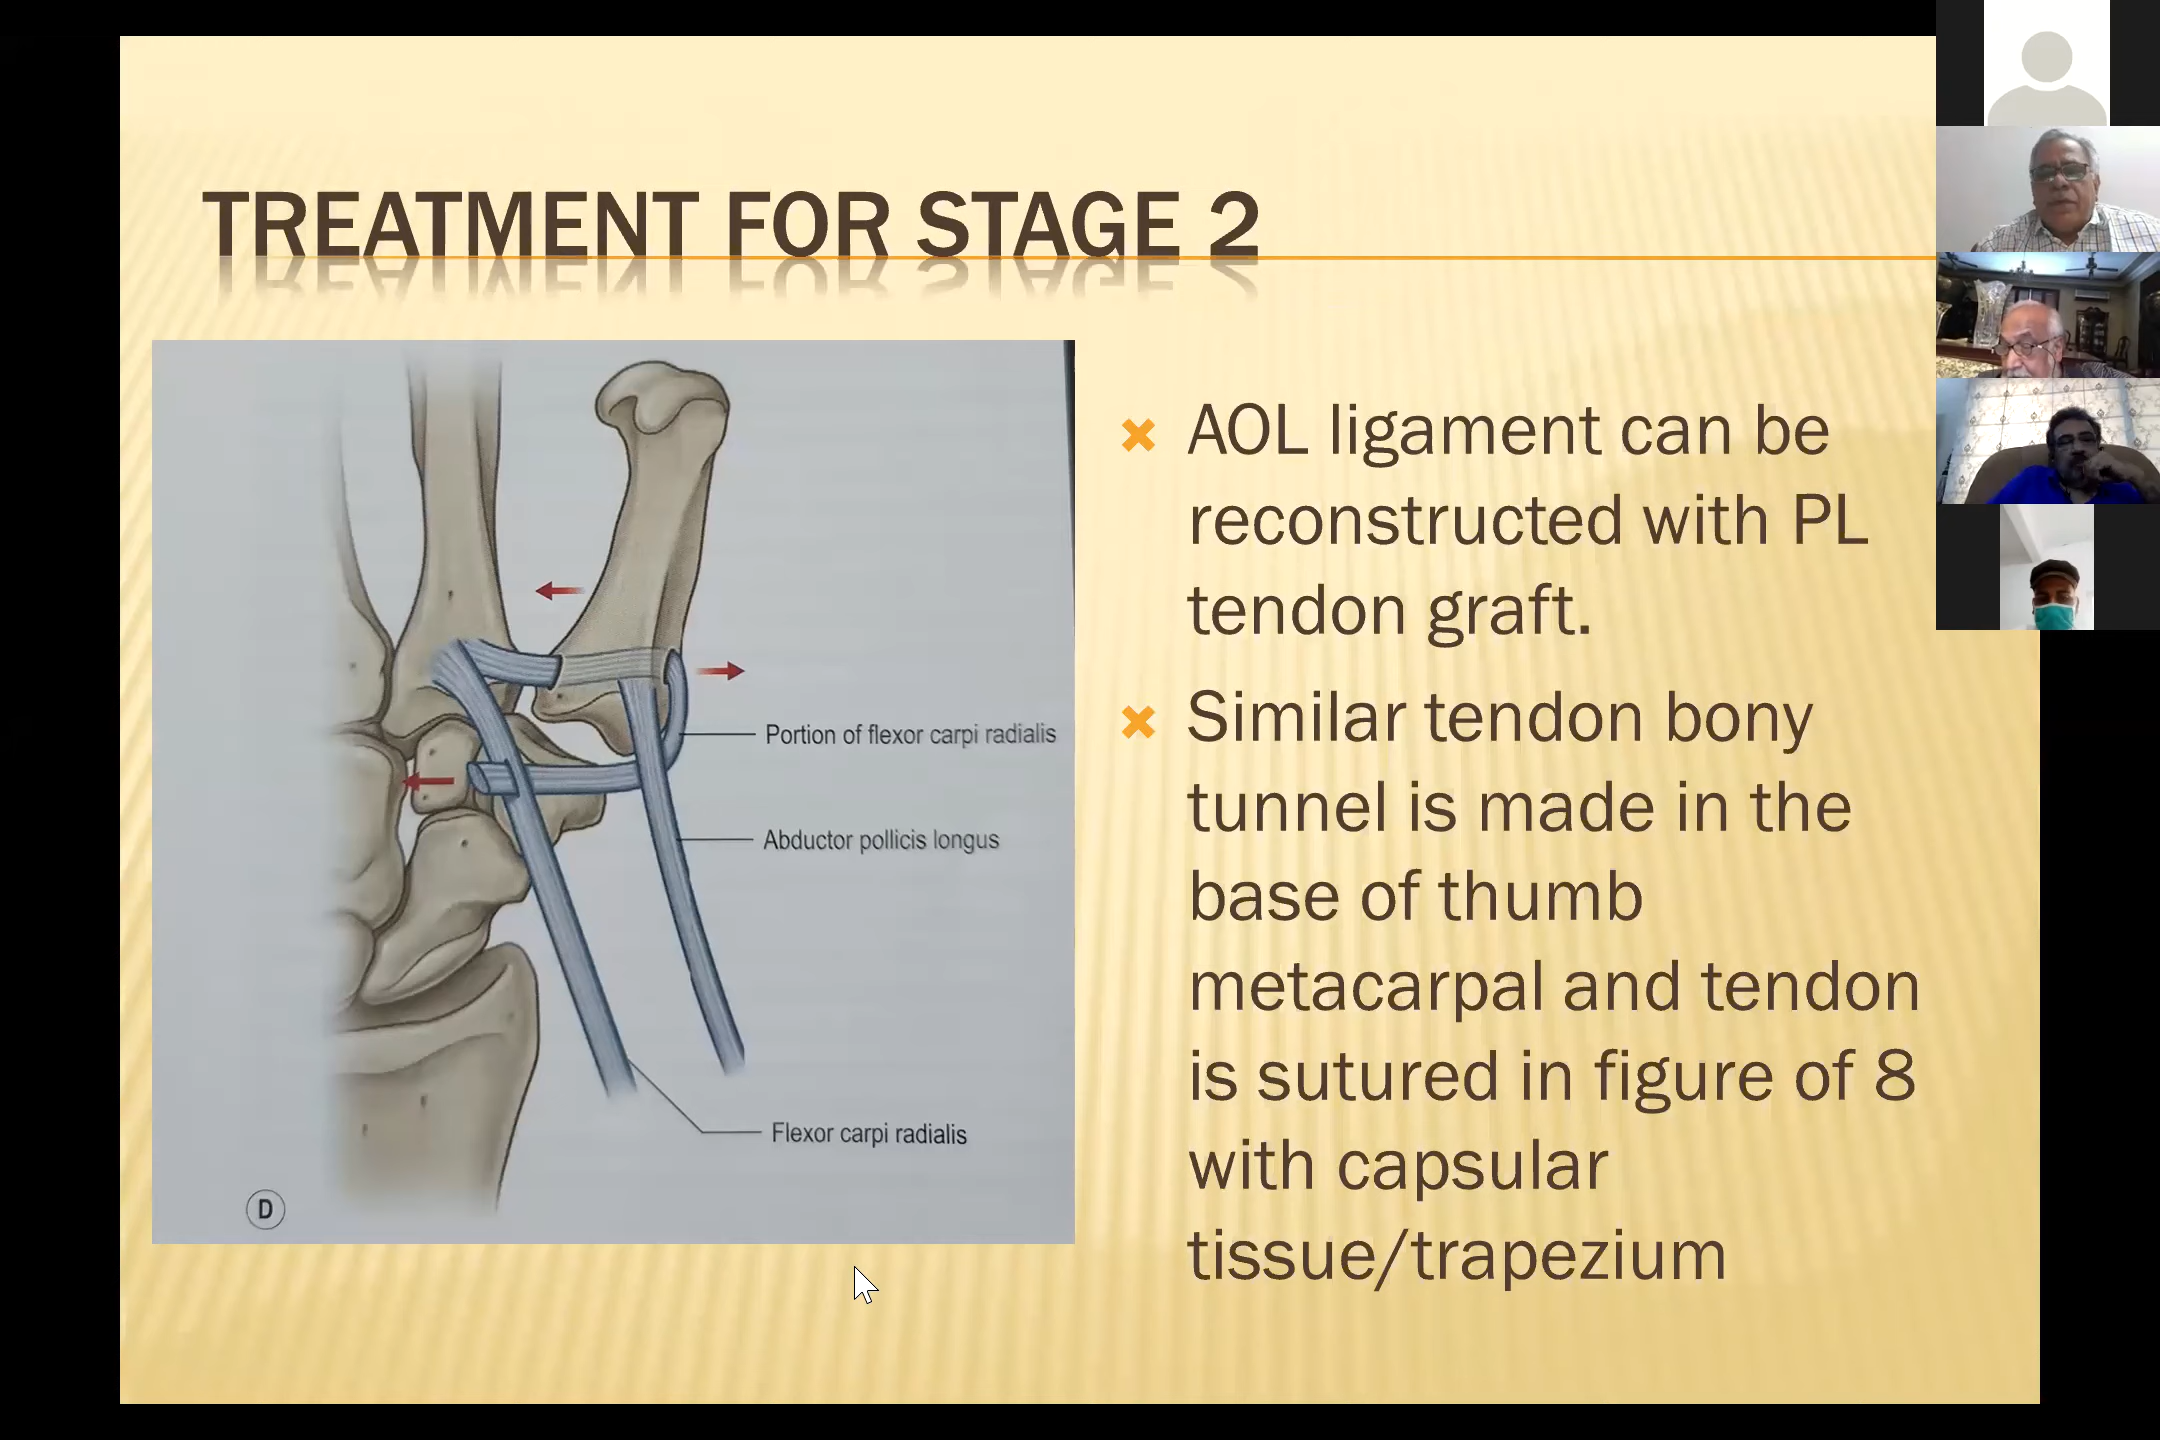 TREATMENT FOR STAGE 2
Portion of flexor carpi radialis
Abductor pollicis longus
Flexor carpi radialis
D
AOL ligament can be
reconstructed with PL
tendon graft.
Similar tendon bony
tunnel is made in the
base of thumb
metacarpal and tendon
is sutured in figure of 8
with capsular
tissue/trapezium